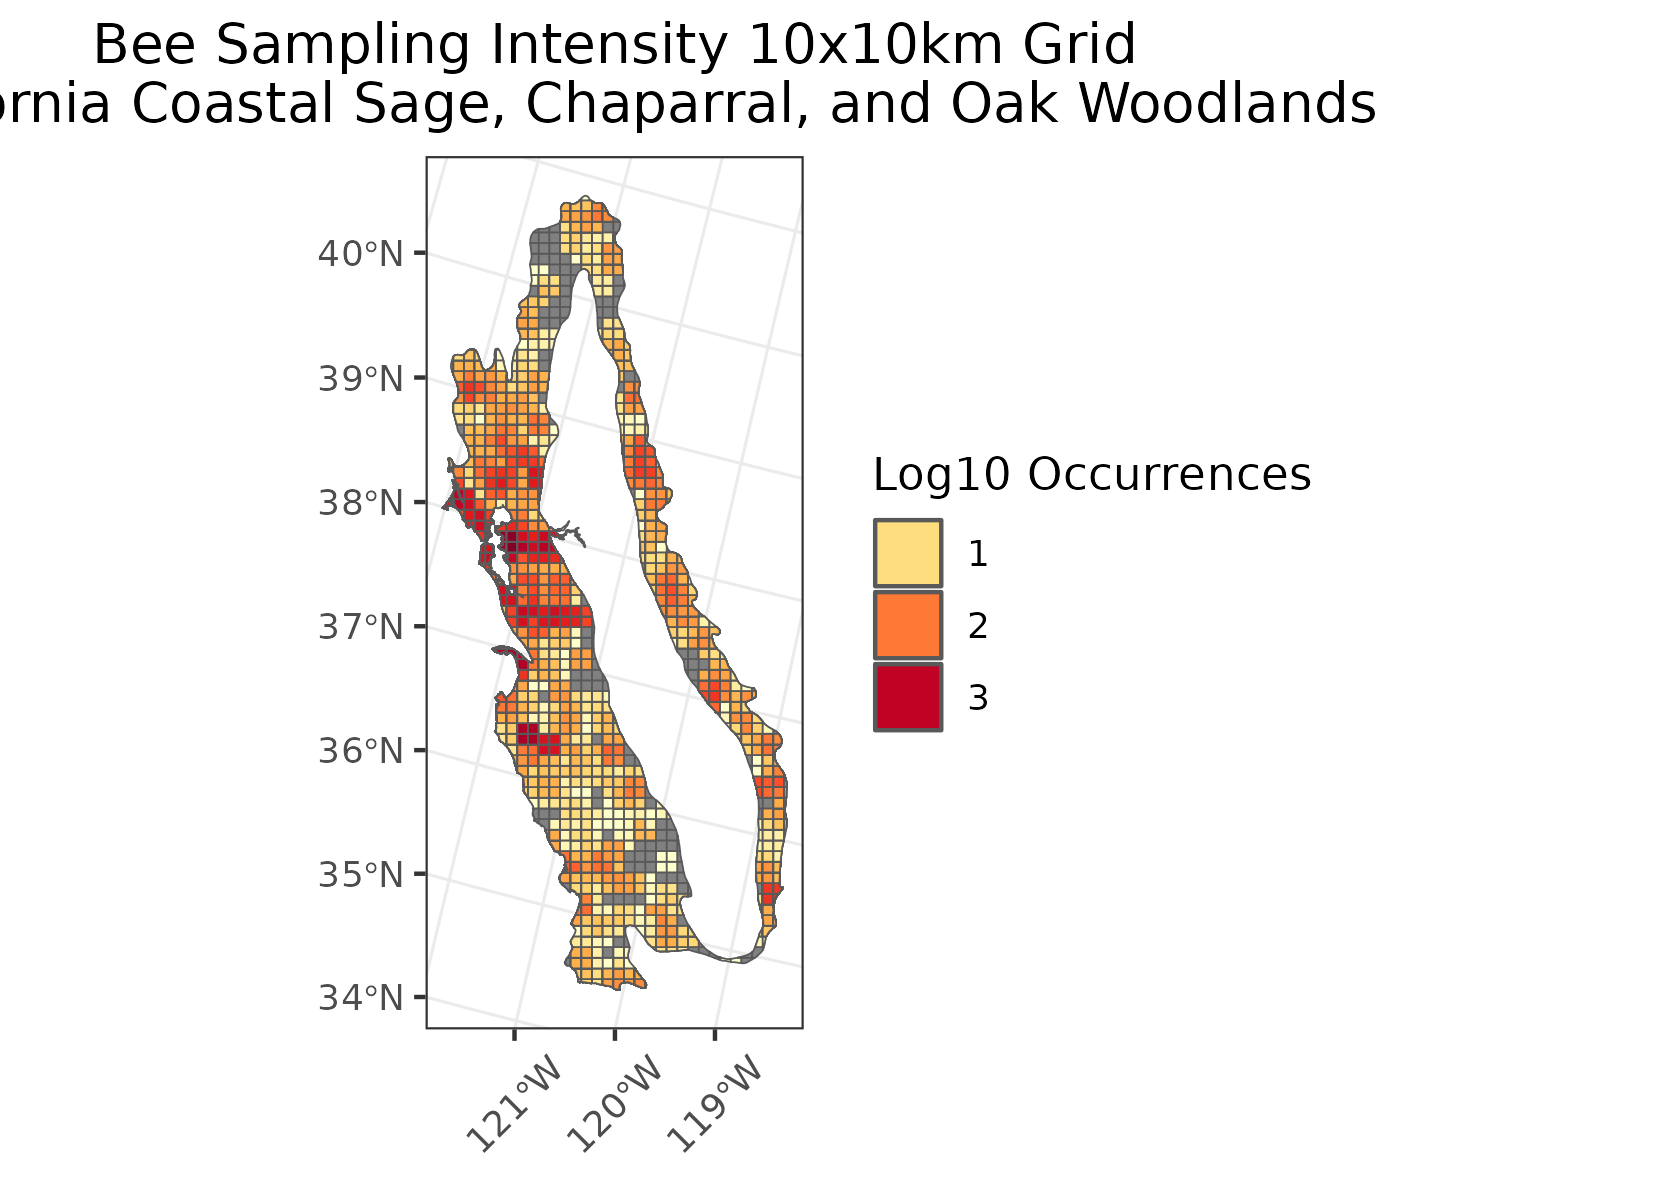 Bee Sampling Intensity 10x10km Grid
ornia Coastal Sage, Chaparral, and Oak Woodlands
40°N
39°N
38°N
37°N
36°N
35°N
34°N
121°W
120°W
119°W
Log10 Occurrences
1
2
3